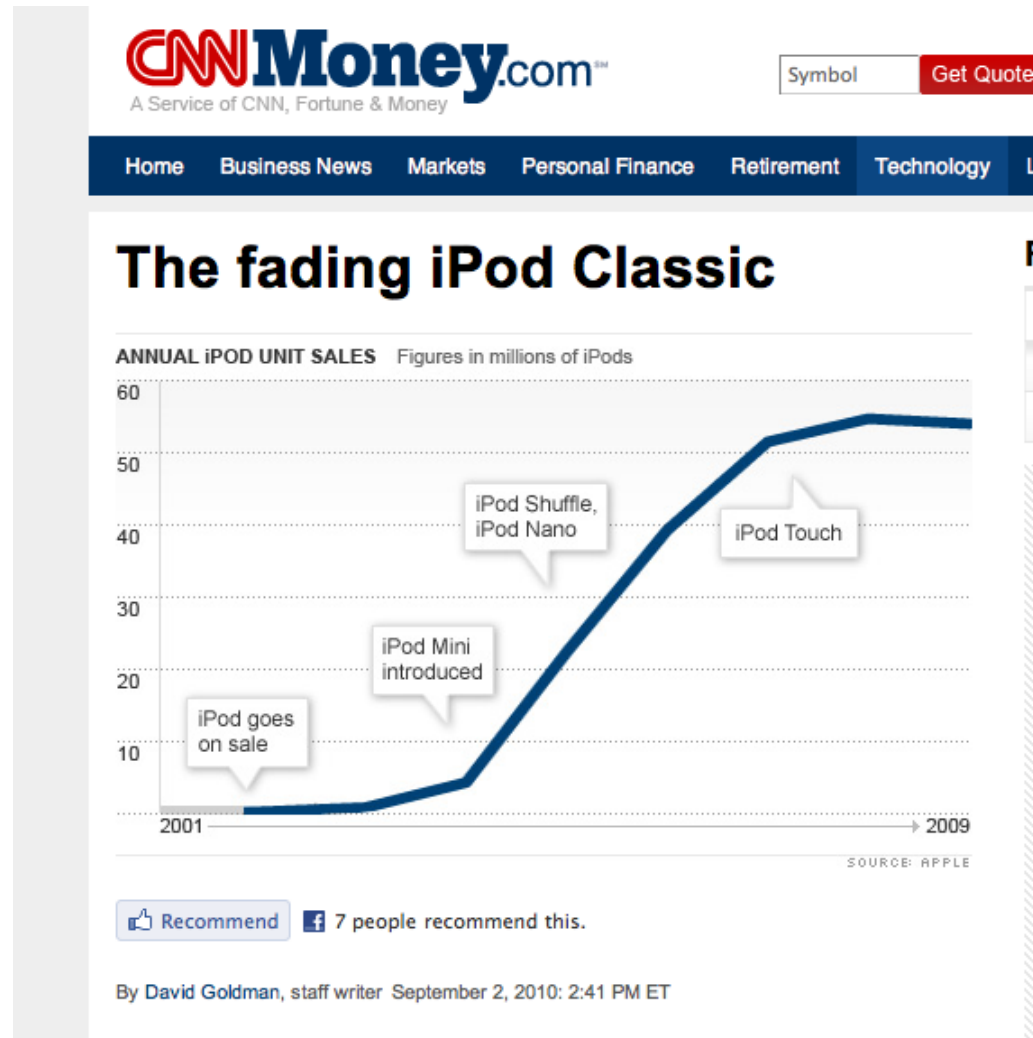 CNNMoney.com℠
A Service of CNN, Fortune & Money
Symbol
Get Quote
Home Business News Markets Personal Finance Retirement Technology L
The fading iPod Classic
ANNUAL iPOD UNIT SALES Figures in millions of iPods
60
50
40
30
20
10
iPod Shuffle,
iPod Nano
iPod Touch
iPod Mini
introduced
iPod goes
on sale
2001
2009
SOURCE: APPLE
Recommend
7 people recommend this.
By David Goldman, staff writer September 2, 2010: 2:41 PM ET